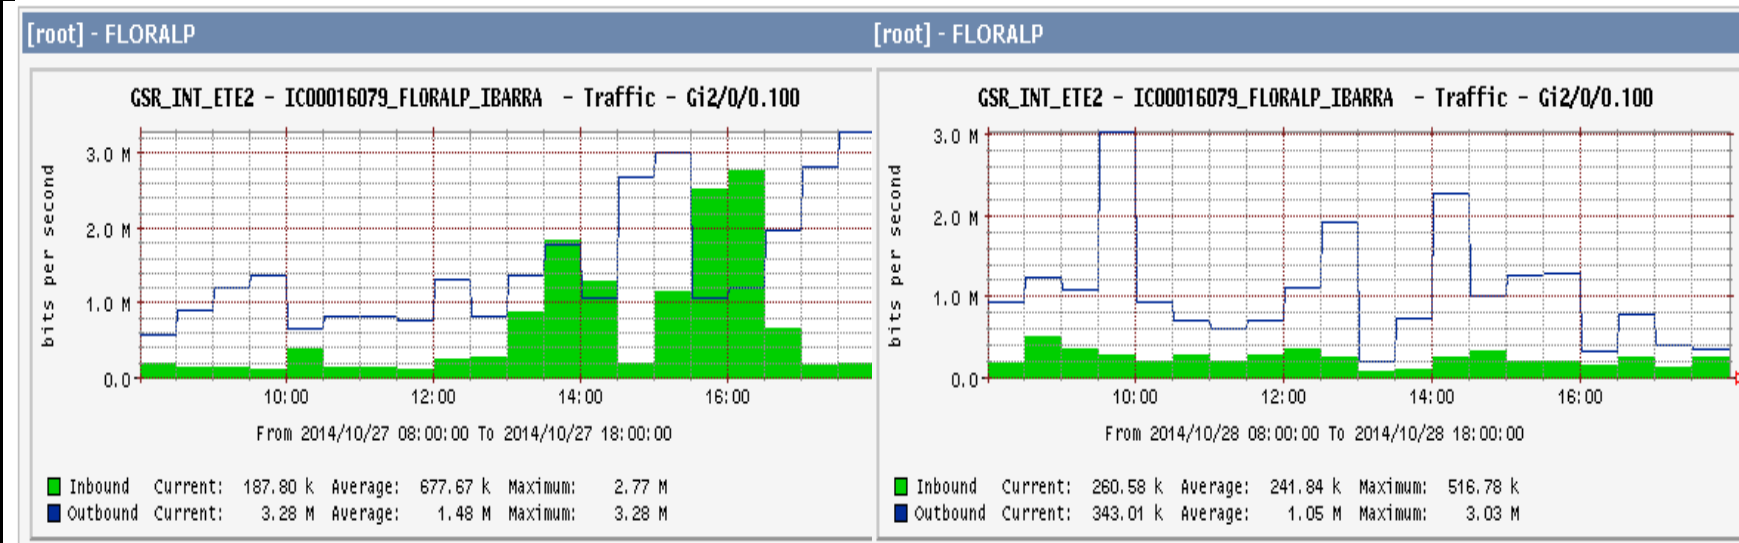 [root] - FLORALP
GSR_INT_ETE2 - IC00016079_FLORALP_IBARRA - Traffic - Gi2/0/0.100
bits per second
3.0 M
2.0 M
1.0 M
0.0
10:00 12:00 14:00 16:00
From 2014/10/27 08:00:00 To 2014/10/27 18:00:00
Inbound Current: 187.80 k Average: 677.67 k Maximum: 2.77 M
Outbound Current: 3.28 M Average: 1.48 M Maximum: 3.28 M
[root] - FLORALP
GSR_INT_ETE2 - IC00016079_FLORALP_IBARRA - Traffic - Gi2/0/0.100
bits per second
3.0 M
2.0 M
1.0 M
0.0
10:00 12:00 14:00 16:00
From 2014/10/28 08:00:00 To 2014/10/28 18:00:00
Inbound Current: 260.58 k Average: 241.84 k Maximum: 516.78 k
Outbound Current: 343.01 k Average: 1.05 M Maximum: 3.03 M